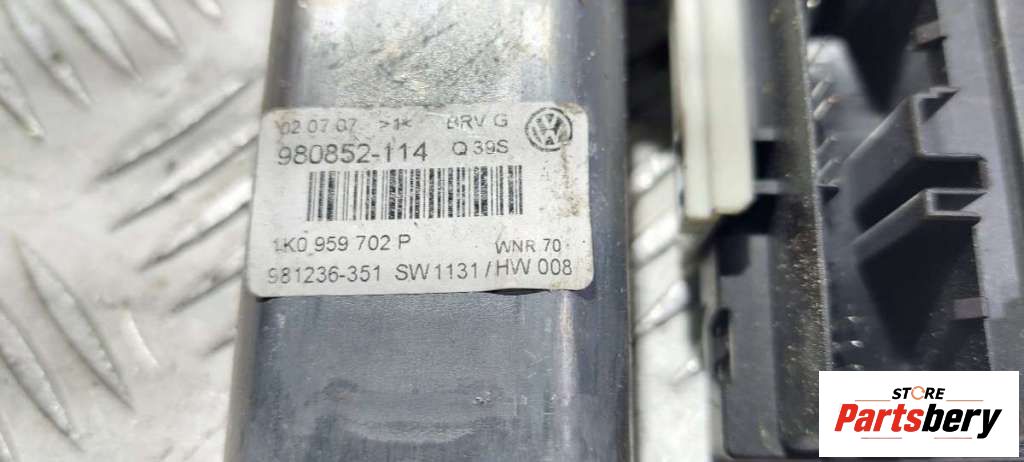 02 07 07 >1< BRV G
980852-114 Q 39S
1K0 959 702 P WNR 70
981236-351 SW1131/HW 008
STORE
Partsbery